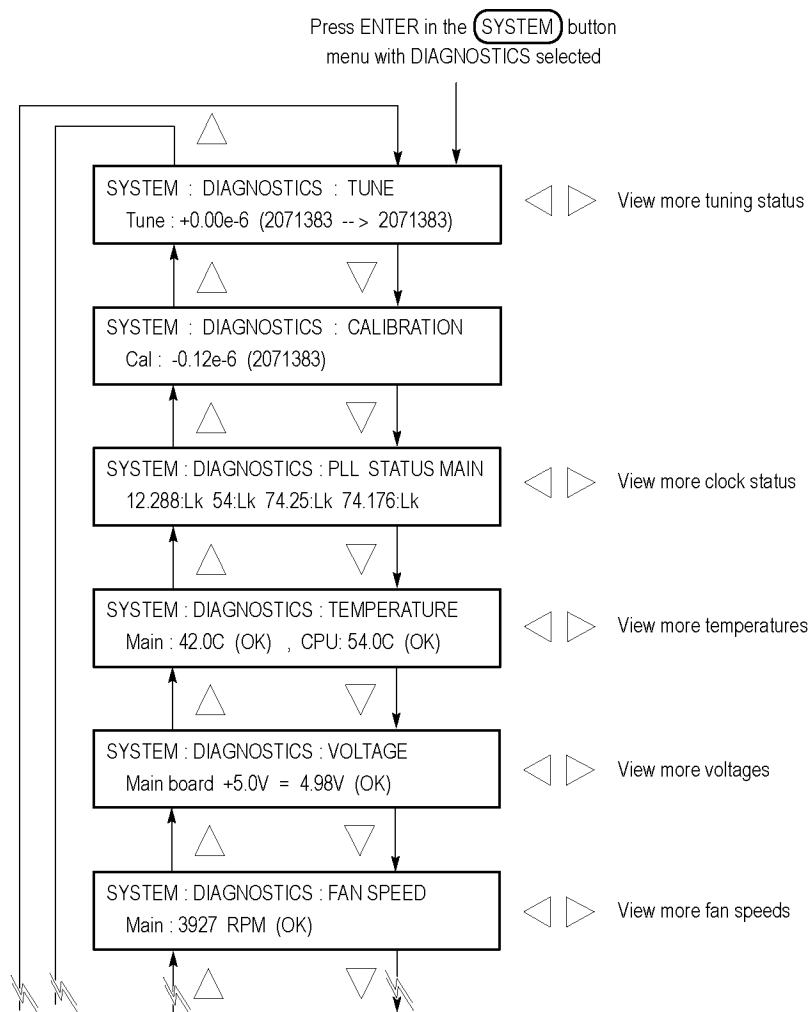 Press ENTER in the SYSTEM button
menu with DIAGNOSTICS selected
SYSTEM : DIAGNOSTICS : TUNE
Tune : +0.00e-6 (2071383 --> 2071383)
View more tuning status
SYSTEM : DIAGNOSTICS : CALIBRATION
Cal : -0.12e-6 (2071383)
SYSTEM : DIAGNOSTICS : PLL STATUS MAIN
12.288:Lk 54:Lk 74.25:Lk 74.176:Lk
View more clock status
SYSTEM : DIAGNOSTICS : TEMPERATURE
Main : 42.0C (OK) , CPU: 54.0C (OK)
View more temperatures
SYSTEM : DIAGNOSTICS : VOLTAGE
Main board +5.0V = 4.98V (OK)
View more voltages
SYSTEM : DIAGNOSTICS : FAN SPEED
Main : 3927 RPM (OK)
View more fan speeds